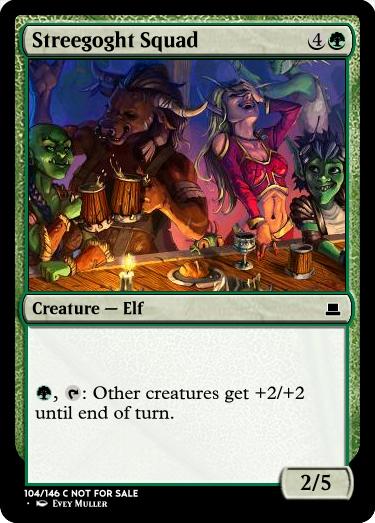 Streegoght Squad 4
Creature — Elf
, : Other creatures get +2/+2
until end of turn.
2/5
104/146 C NOT FOR SALE
· Evey Muller